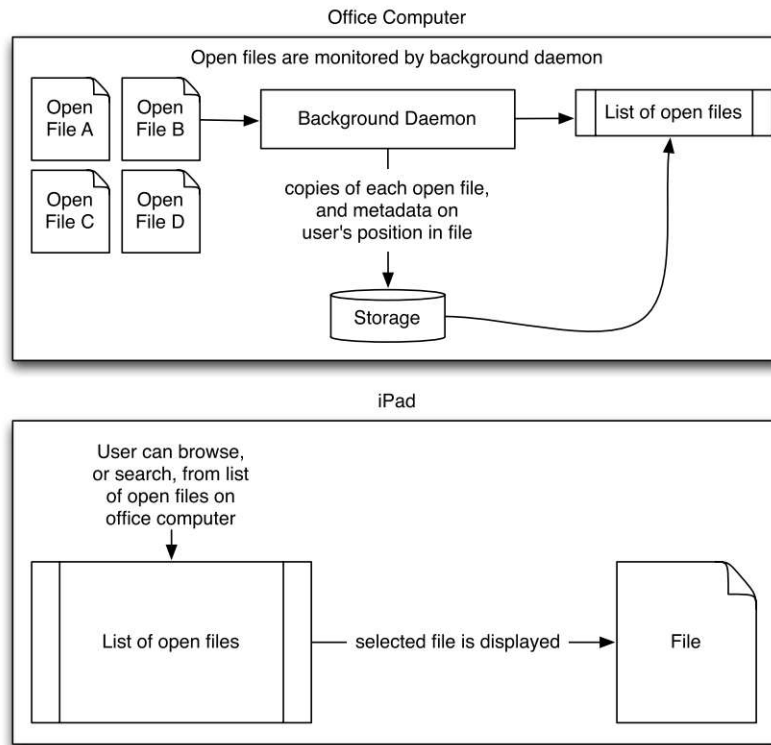 Office Computer
Open files are monitored by background daemon
Open
File A
Open
File B
Background Daemon
List of open files
Open
File C
Open
File D
copies of each open file,
and metadata on
user's position in file
Storage
iPad
User can browse,
or search, from list
of open files on
office computer
List of open files
selected file is displayed
File